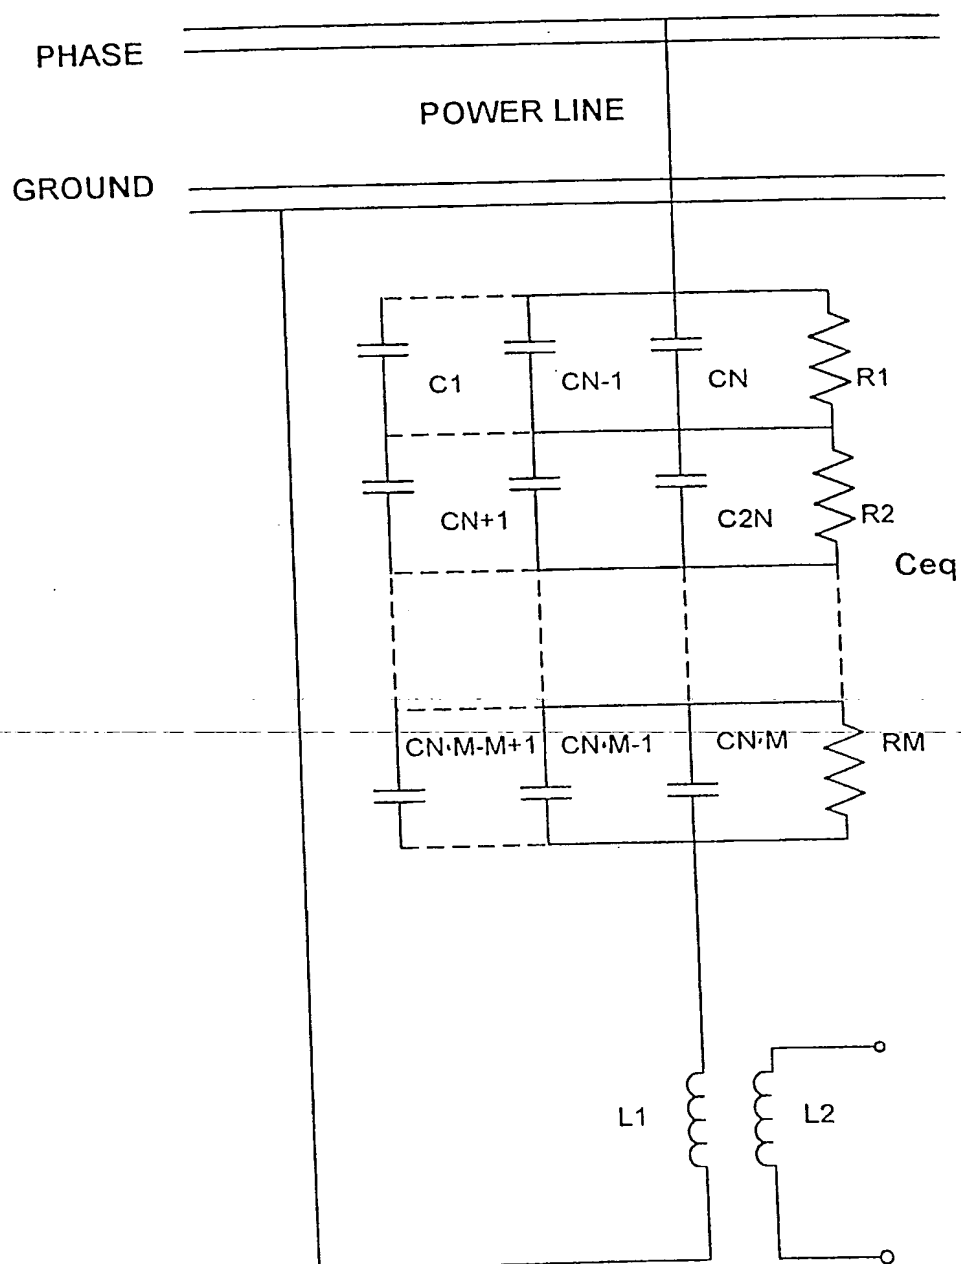 PHASE
POWER LINE
GROUND
C1
CN-1
CN
R1
CN+1
C2N
R2
Ceq
CN·M-M+1
CN·M-1
CN·M
RM
L1
L2